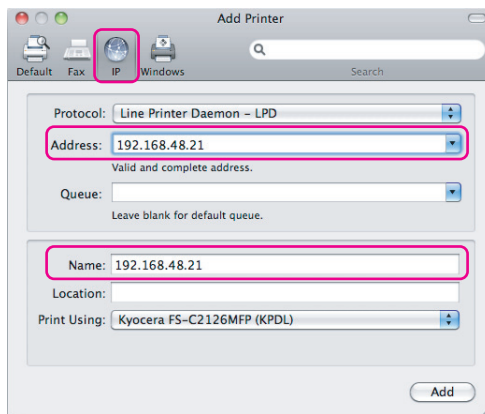 Add Printer
Default Fax IP Windows Search
Protocol: Line Printer Daemon – LPD
Address: 192.168.48.21
Valid and complete address.
Queue:
Leave blank for default queue.
Name: 192.168.48.21
Location:
Print Using: Kyocera FS-C2126MFP (KPDL)
Add